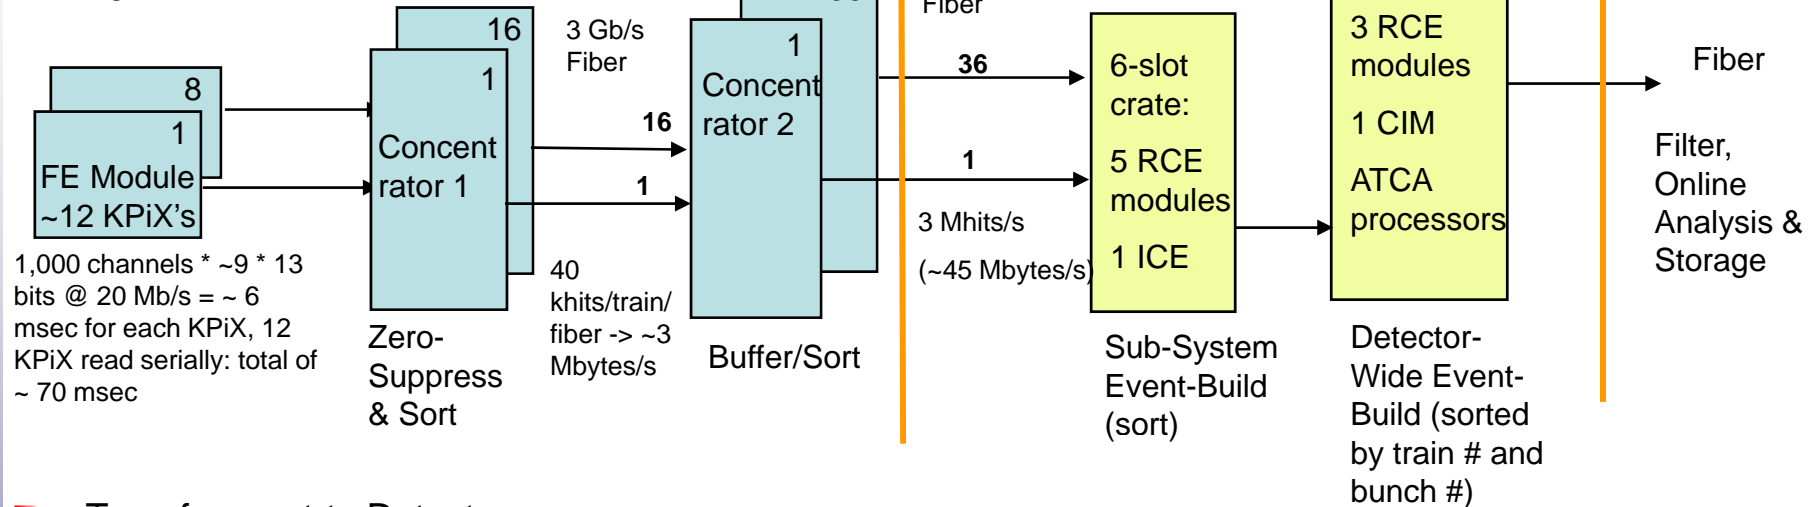 8
1
FE Module
~12 KPiX's
1,000 channels * ~9 * 13
bits @ 20 Mb/s = ~ 6
msec for each KPiX, 12
KPiX read serially: total of
~ 70 msec
16
1
Concent
rator 1
Zero-
Suppress
& Sort
3 Gb/s
Fiber
16
1
40
khits/train/
fiber -> ~3
Mbytes/s
1
Concent
rator 2
Buffer/Sort
Fiber
36
1
3 Mhits/s
(~45 Mbytes/s)
6-slot
crate:
5 RCE
modules
1 ICE
Sub-System
Event-Build
(sort)
3 RCE
modules
1 CIM
ATCA
processors
Detector-
Wide Event-
Build (sorted
by train # and
bunch #)
Fiber
Filter,
Online
Analysis &
Storage